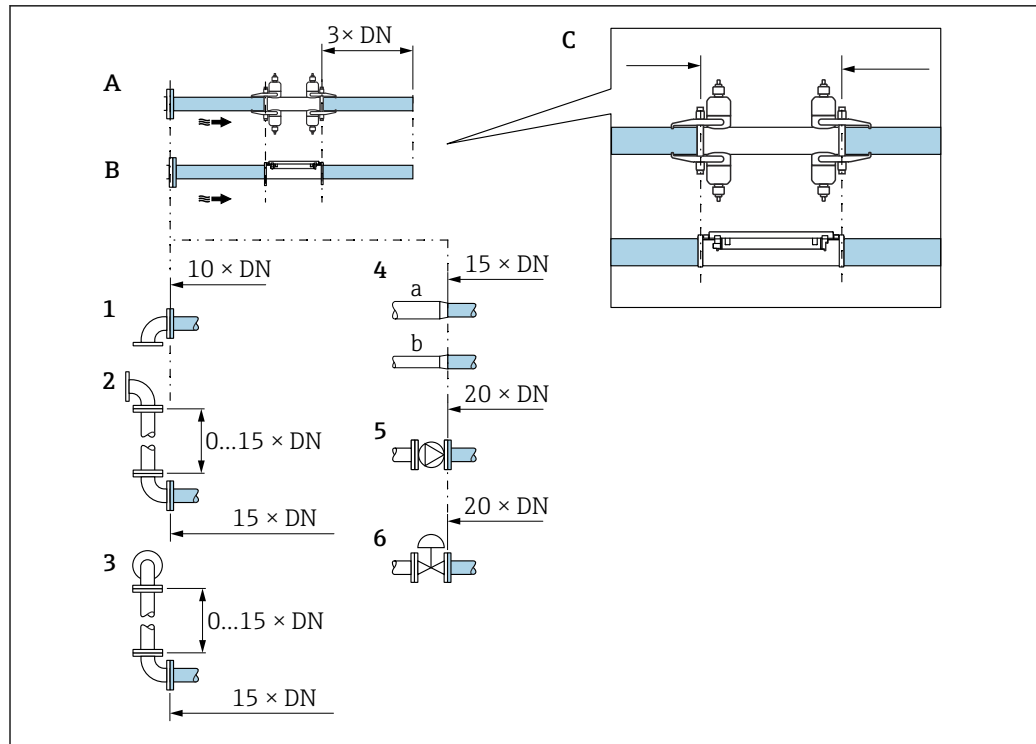 3× DN
C
A
B
10 × DN
4
15 × DN
1
a
b
2
20 × DN
0...15 × DN
5
20 × DN
15 × DN
6
3
0...15 × DN
15 × DN